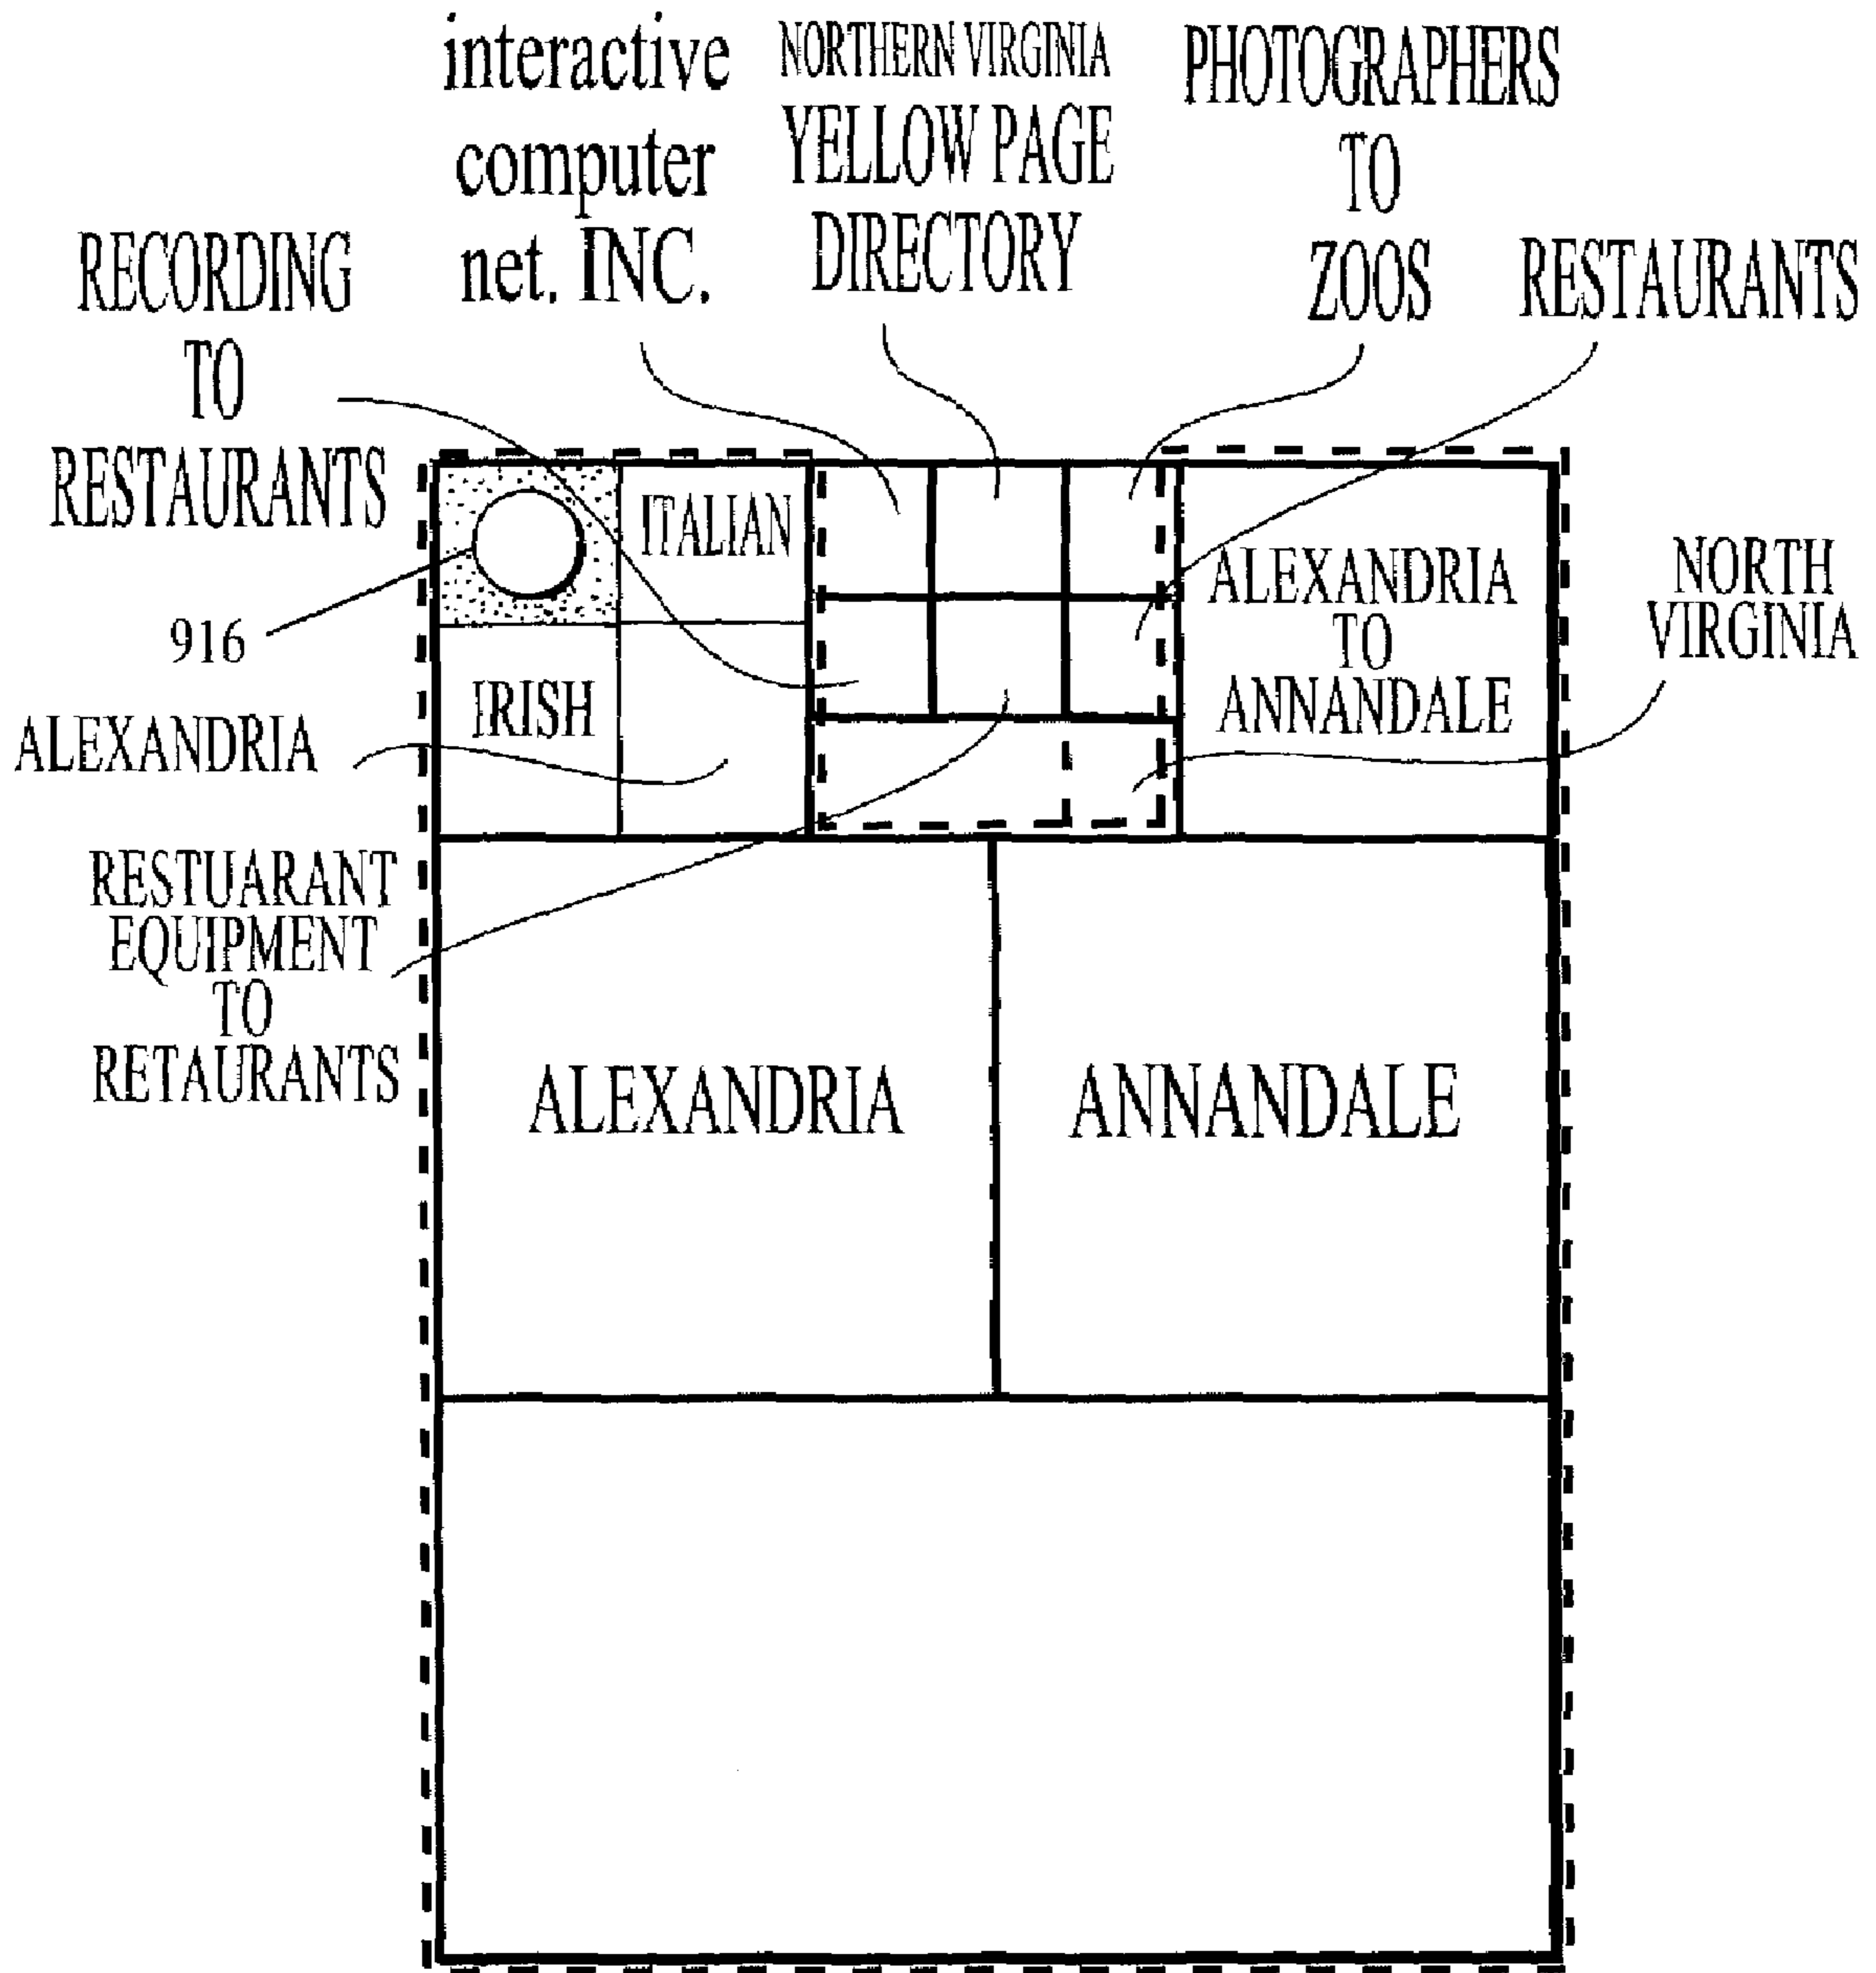 interactive
computer
net. INC.
NORTHERN VIRGINIA
YELLOW PAGE
DIRECTORY
PHOTOGRAPHERS
TO
ZOOS
RESTAURANTS
RECORDING
TO
RESTAURANTS
ITALIAN
916
IRISH
ALEXANDRIA
ALEXANDRIA
TO
ANNANDALE
NORTH
VIRGINIA
RESTUARANT
EQUIPMENT
TO
RETAURANTS
ALEXANDRIA
ANNANDALE